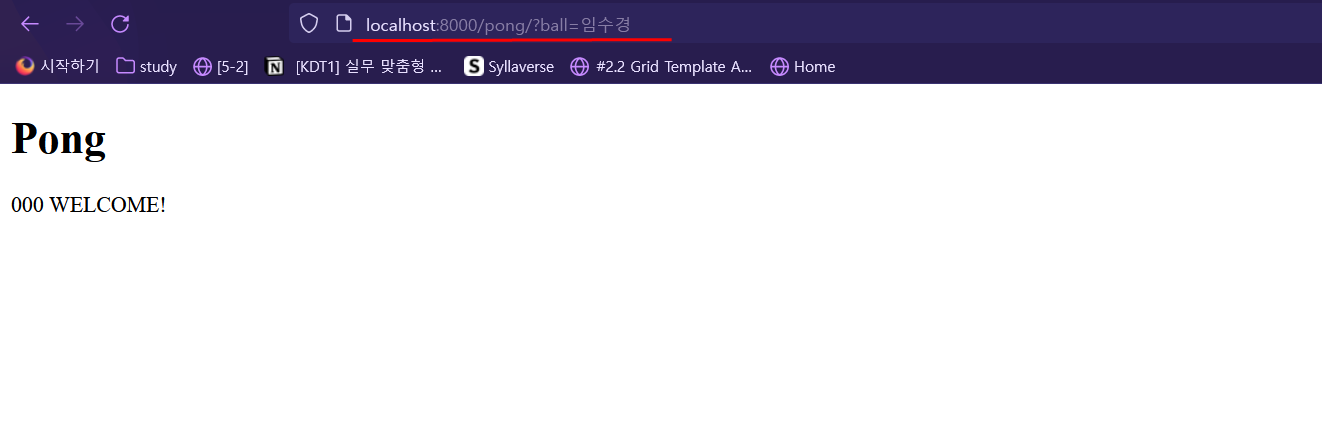 localhost:8000/pong/?ball=임수경
시작하기 study [5-2] [KDT1] 실무 맞춤형 ... Syllaverse #2.2 Grid Template A... Home
Pong
000 WELCOME!